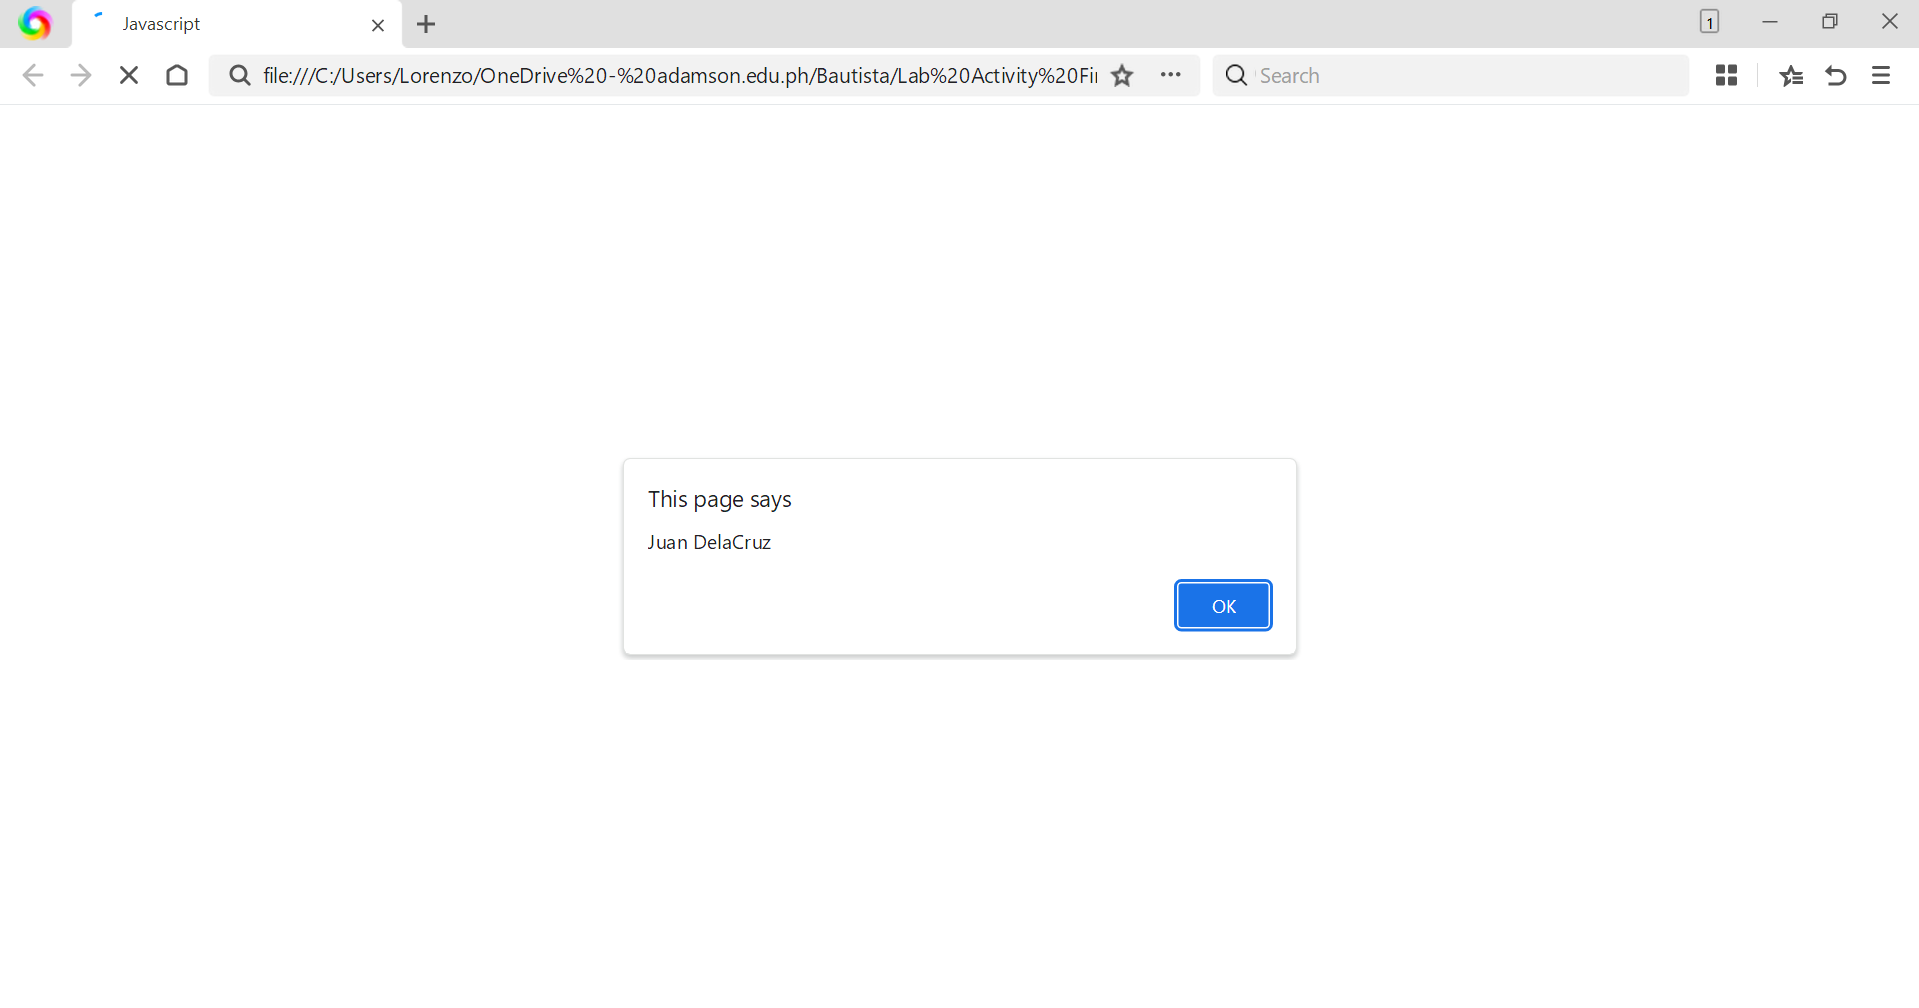 Javascript
1
file:///C:/Users/Lorenzo/OneDrive%20-%20adamson.edu.ph/Bautista/Lab%20Activity%20Fi
Search
This page says
Juan DelaCruz
OK